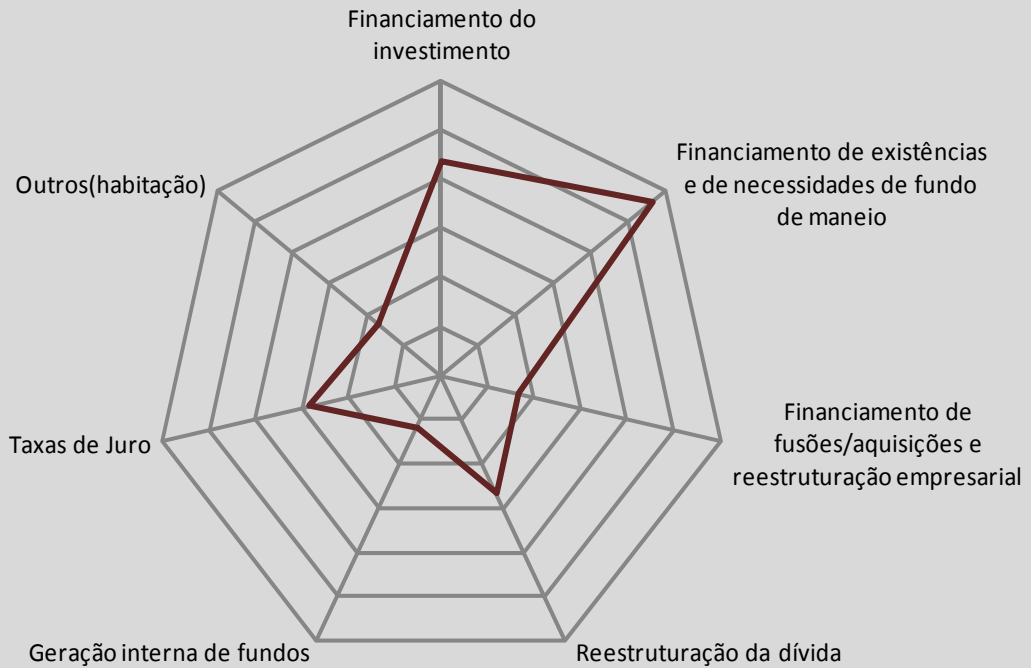 Financiamento do
investimento
Financiamento de existências
e de necessidades de fundo
de maneio
Financiamento de
fusões/aquisições e
reestruturação empresarial
Reestruturação da dívida
Geração interna de fundos
Taxas de Juro
Outros(habitação)